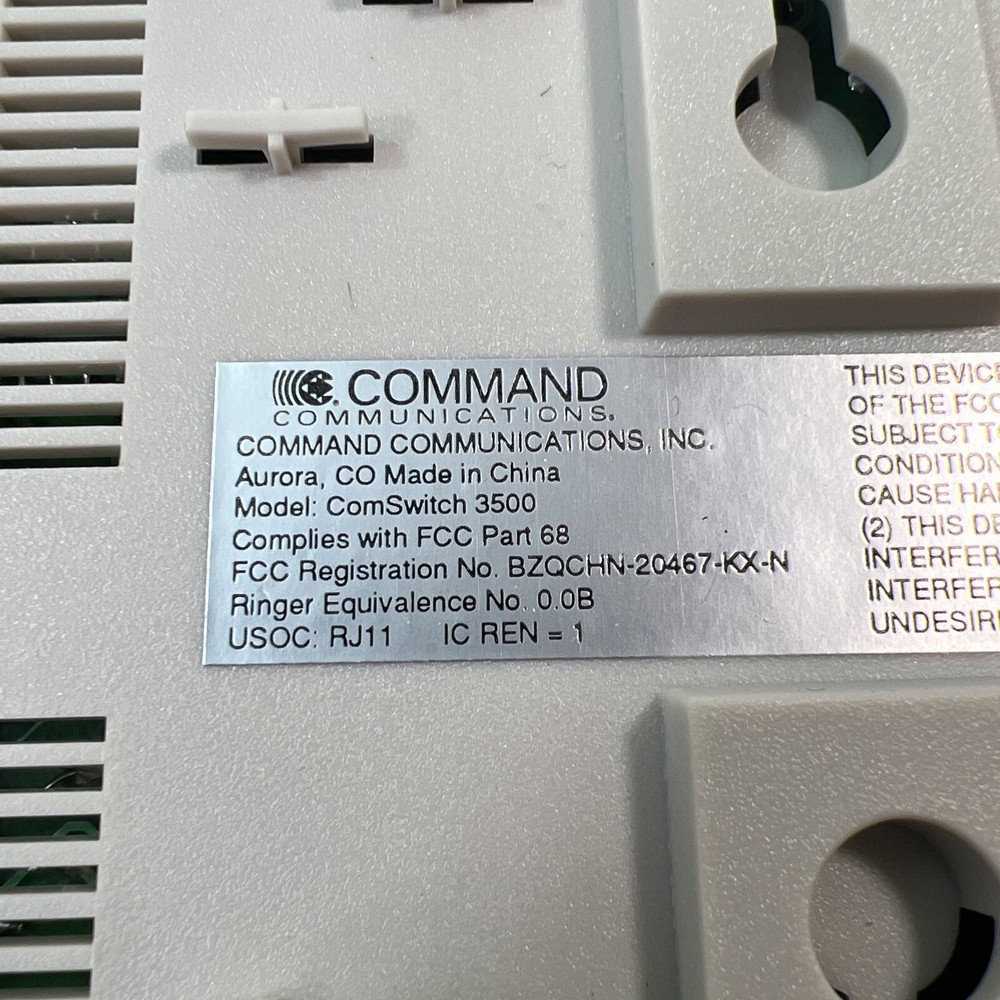 COMMAND
COMMUNICATIONS.
COMMAND COMMUNICATIONS, INC.
Aurora, CO Made in China
Model: ComSwitch 3500
Complies with FCC Part 68
FCC Registration No. BZQCHN-20467-KX-N
Ringer Equivalence No. 0.0B
USOC: RJ11 IC REN = 1
THIS DEVICE
OF THE FCC
SUBJECT TO
CONDITION
CAUSE HA
(2) THIS DE
INTERFER
INTERFER
UNDESIR